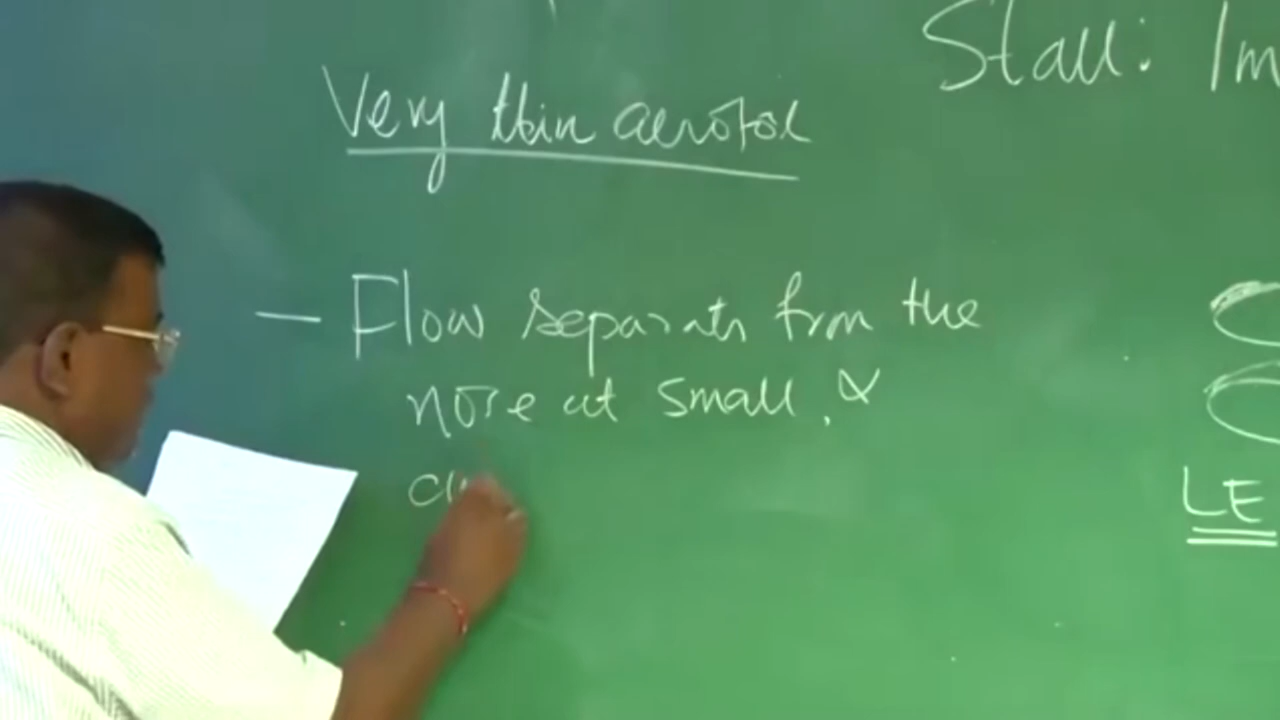 Stall: Im
Very thin aerofoil
— Flow separates from the
nose at small, α
LE